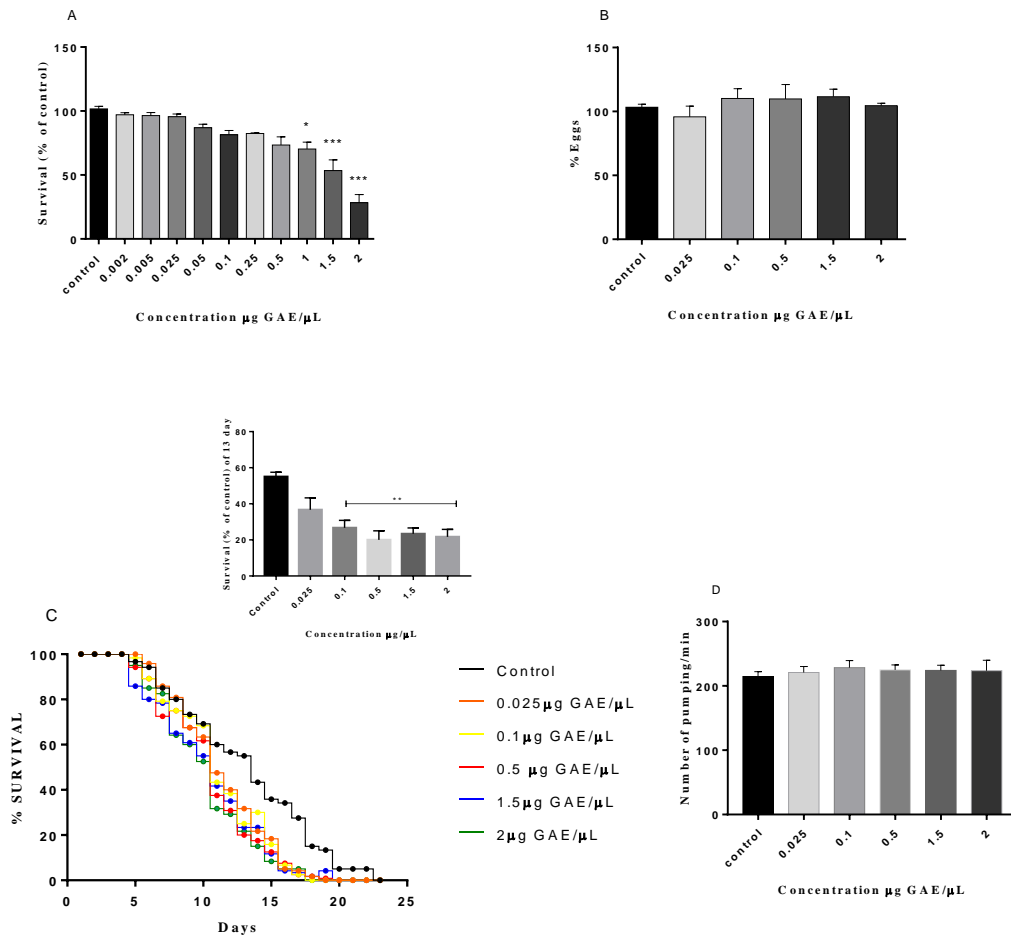 A
Survival (% of control)
150
100
50
0
*
***
***
control
0.002
0.005
0.025
0.05
0.1
0.25
0.5
1
1.5
2
Concentration µg GAE/µL
B
%Eggs
150
100
50
0
control
0.025
0.1
0.5
1.5
2
Concentration µg GAE/µL
Survival (% of control) of 13 day
80
60
40
20
0
**
Control
0.025
0.1
0.5
1.5
2
Concentration µg/µL
C
% SURVIVAL
100
80
60
40
20
0
0
5
10
15
20
25
Days
Control
0.025µg GAE/µL
0.1µg GAE/µL
0.5 µg GAE/µL
1.5µg GAE/µL
2µg GAE/µL
D
Number of pumping/min
300
200
100
0
control
0.025
0.1
0.5
1.5
2
Concentration µg GAE/µL